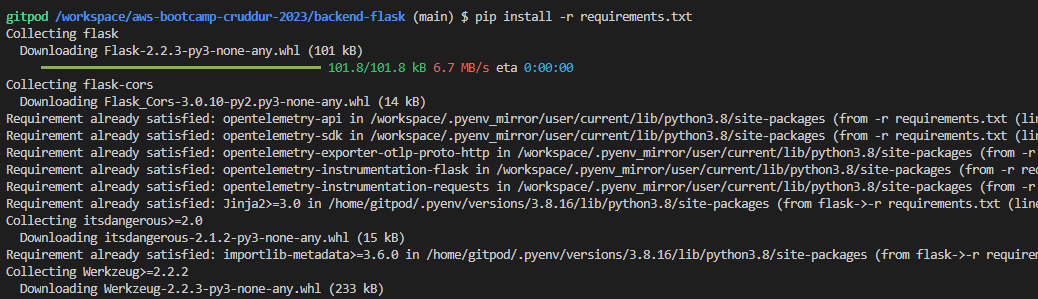 gitpod /workspace/aws-bootcamp-cruddur-2023/backend-flask (main) $ pip install -r requirements.txt
Collecting flask
Downloading Flask-2.2.3-py3-none-any.whl (101 kB)
101.8/101.8 kB 6.7 MB/s eta 0:00:00
Collecting flask-cors
Downloading Flask_Cors-3.0.10-py2.py3-none-any.whl (14 kB)
Requirement already satisfied: opentelemetry-api in /workspace/.pyenv_mirror/user/current/lib/python3.8/site-packages (from -r requirements.txt (lin
Requirement already satisfied: opentelemetry-sdk in /workspace/.pyenv_mirror/user/current/lib/python3.8/site-packages (from -r requirements.txt (lin
Requirement already satisfied: opentelemetry-exporter-otlp-proto-http in /workspace/.pyenv_mirror/user/current/lib/python3.8/site-packages (from -r
Requirement already satisfied: opentelemetry-instrumentation-flask in /workspace/.pyenv_mirror/user/current/lib/python3.8/site-packages (from -r req
Requirement already satisfied: opentelemetry-instrumentation-requests in /workspace/.pyenv_mirror/user/current/lib/python3.8/site-packages (from -r
Requirement already satisfied: Jinja2>=3.0 in /home/gitpod/.pyenv/versions/3.8.16/lib/python3.8/site-packages (from flask->-r requirements.txt (line
Collecting itsdangerous>=2.0
Downloading itsdangerous-2.1.2-py3-none-any.whl (15 kB)
Requirement already satisfied: importlib-metadata>=3.6.0 in /home/gitpod/.pyenv/versions/3.8.16/lib/python3.8/site-packages (from flask->-r requirem
Collecting Werkzeug>=2.2.2
Downloading Werkzeug-2.2.3-py3-none-any.whl (233 kB)